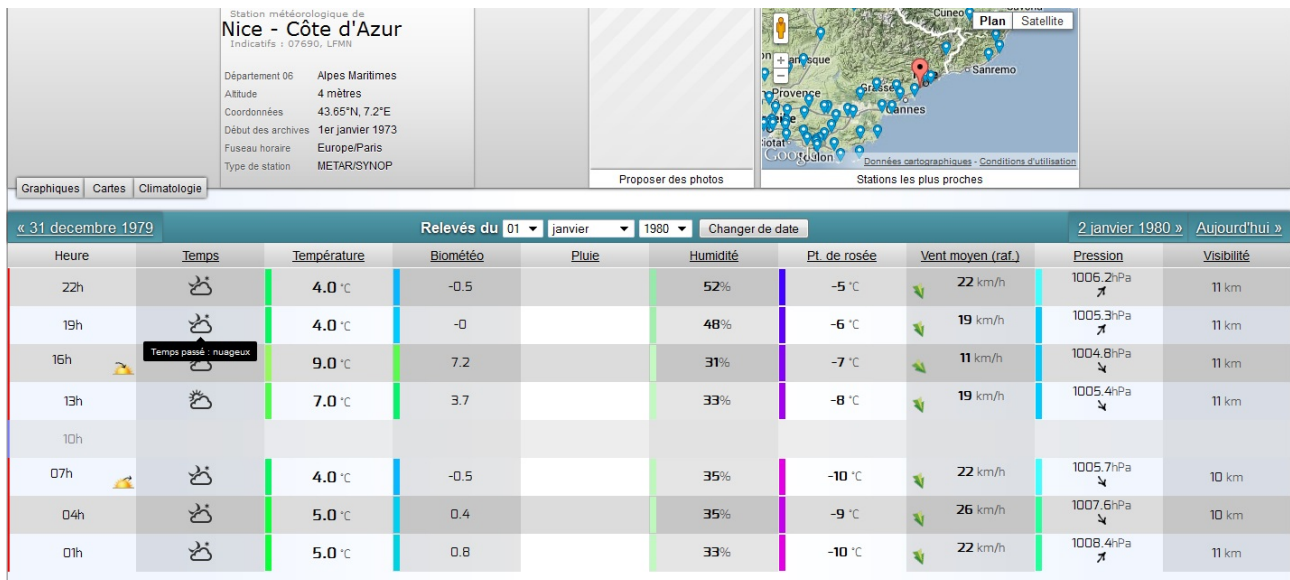 Station météorologique de
Nice - Côte d'Azur
Indicatifs : 07690, LFMN
Département 06 Alpes Maritimes
Altitude 4 mètres
Coordonnées 43.65°N, 7.2°E
Début des archives 1er janvier 1973
Fuseau horaire Europe/Paris
Type de station METAR/SYNOP
Proposer des photos
Cuneo
Plan Satellite
Sanremo
Provence
Grasse
Cannes
Toulon
Google
Données cartographiques - Conditions d'utilisation
Stations les plus proches
Graphiques Cartes Climatologie
« 31 decembre 1979 Relevés du 01 janvier 1980 Changer de date 2 janvier 1980 » Aujourd'hui »
Heure Temps Température Biométéo Pluie Humidité Pt. de rosée Vent moyen (raf.) Pression Visibilité
22h 4.0 °C -0.5 52% -5 °C 22 km/h 1006.2hPa 11 km
19h 4.0 °C -0 48% -6 °C 19 km/h 1005.3hPa 11 km
Temps passé : nuageux
16h 9.0 °C 7.2 31% -7 °C 11 km/h 1004.8hPa 11 km
13h 7.0 °C 3.7 33% -8 °C 19 km/h 1005.4hPa 11 km
10h
07h 4.0 °C -0.5 35% -10 °C 22 km/h 1005.7hPa 10 km
04h 5.0 °C 0.4 35% -9 °C 26 km/h 1007.6hPa 10 km
01h 5.0 °C 0.8 33% -10 °C 22 km/h 1008.4hPa 11 km